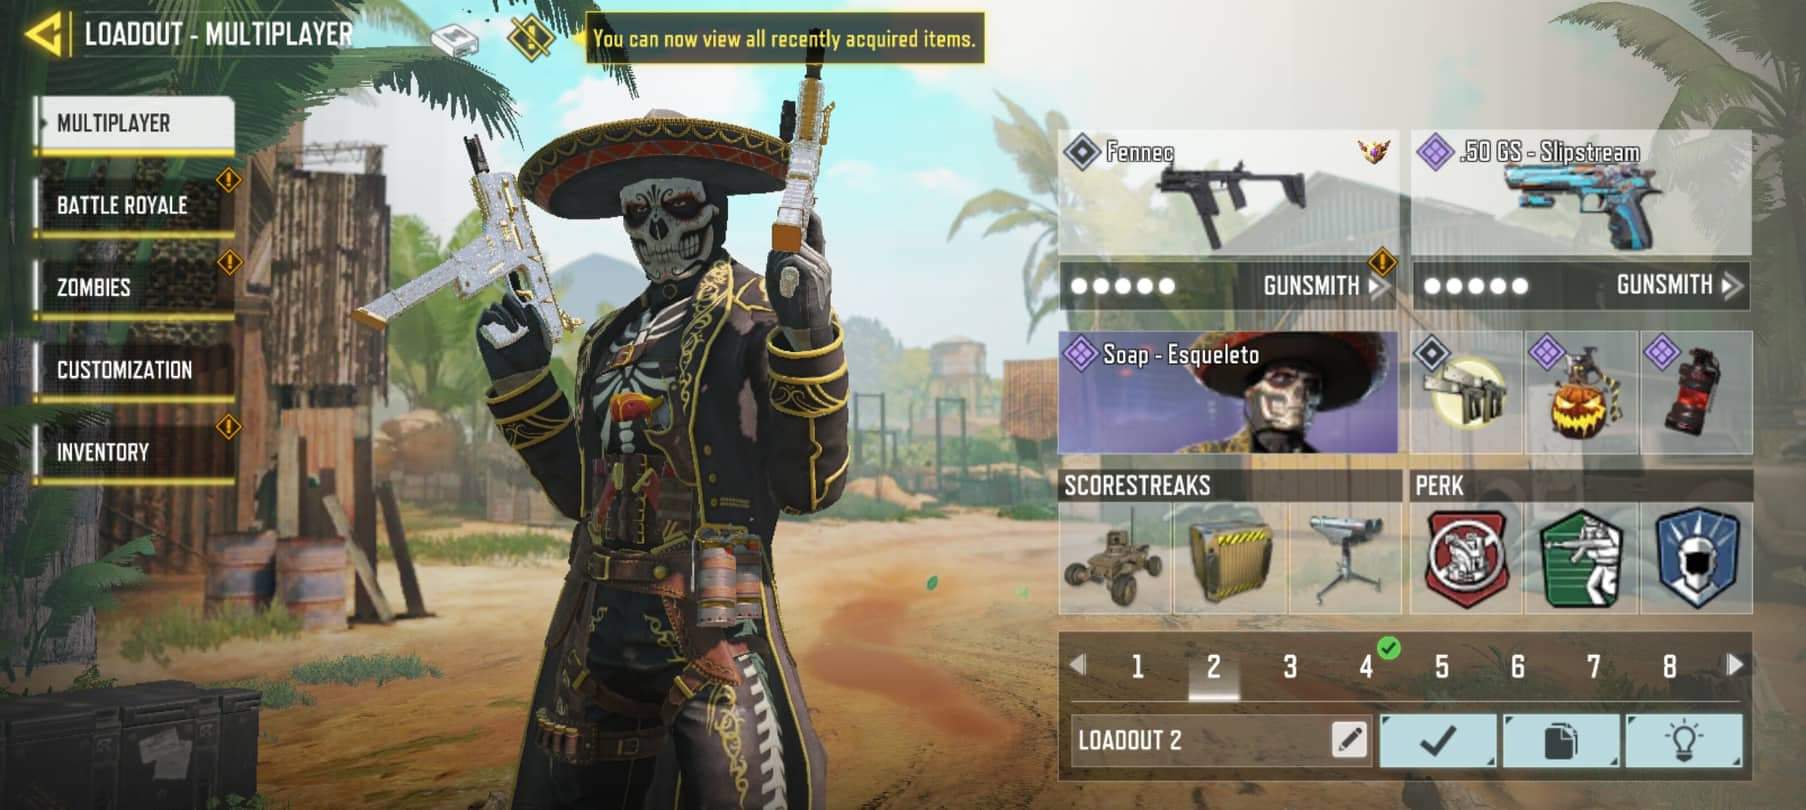 LOADOUT - MULTIPLAYER
You can now view all recently acquired items.
MULTIPLAYER
BATTLE ROYALE
ZOMBIES
CUSTOMIZATION
INVENTORY
Fennec
.50 GS - Slipstream
GUNSMITH
GUNSMITH
Soap - Esqueleto
SCORESTREAKS
PERK
1 2 3 4 5 6 7 8
LOADOUT 2